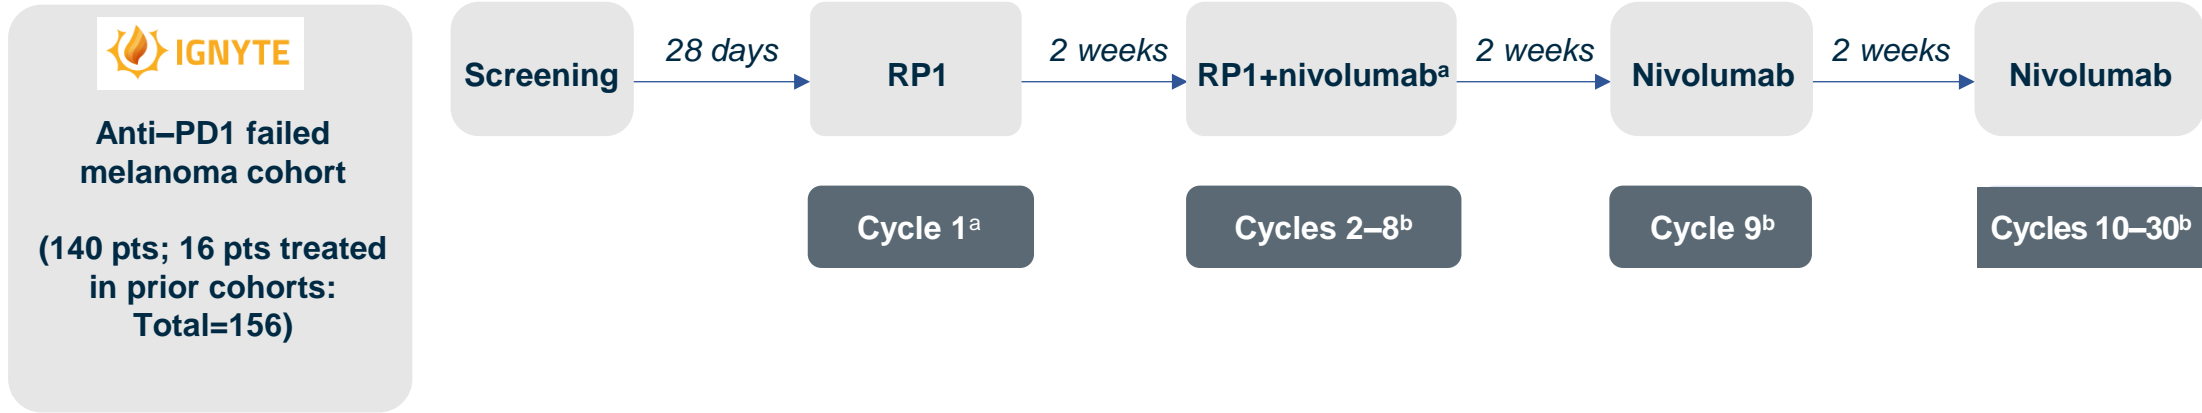 IGNYTE
Anti–PD1 failed
melanoma cohort
(140 pts; 16 pts treated
in prior cohorts:
Total=156)
Screening
28 days
RP1
2 weeks
RP1+nivolumabᵃ
2 weeks
Nivolumab
2 weeks
Nivolumab
Cycle 1ᵃ
Cycles 2–8ᵇ
Cycle 9ᵇ
Cycles 10–30ᵇ